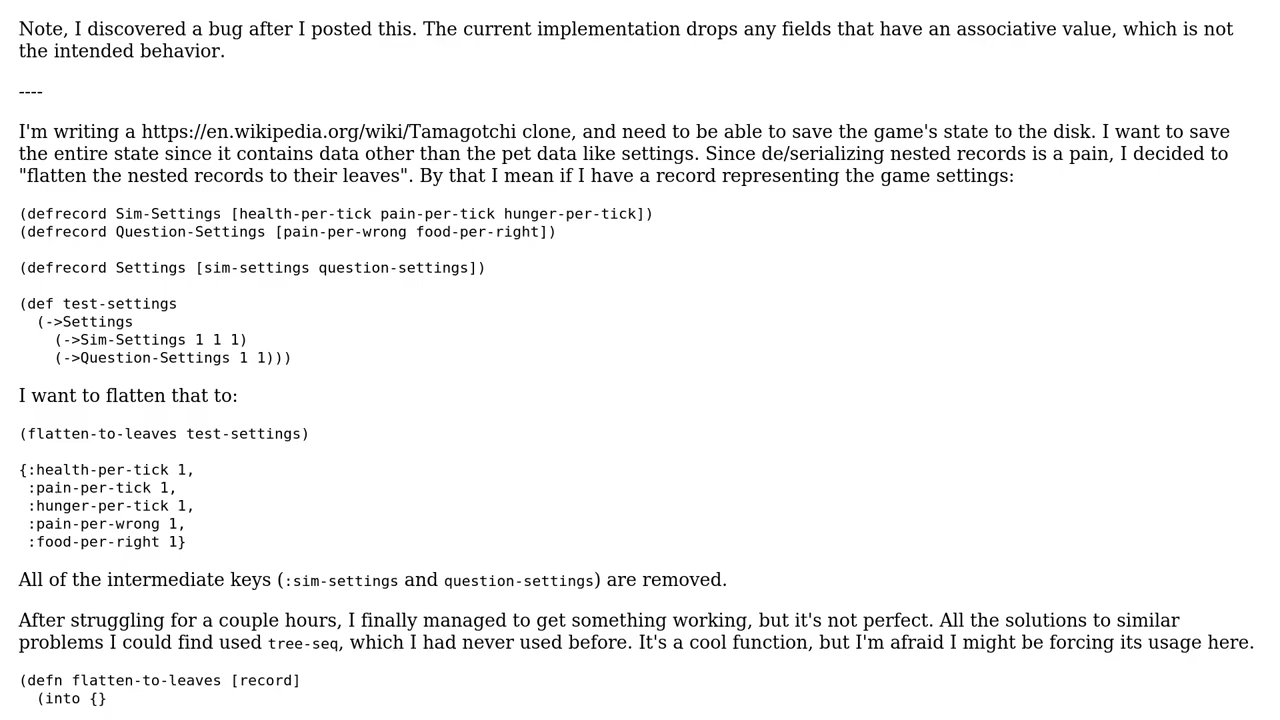 Note, I discovered a bug after I posted this. The current implementation drops any fields that have an associative value, which is not
the intended behavior.
----
I'm writing a https://en.wikipedia.org/wiki/Tamagotchi clone, and need to be able to save the game's state to the disk. I want to save
the entire state since it contains data other than the pet data like settings. Since de/serializing nested records is a pain, I decided to
"flatten the nested records to their leaves". By that I mean if I have a record representing the game settings:
(defrecord Sim-Settings [health-per-tick pain-per-tick hunger-per-tick])
(defrecord Question-Settings [pain-per-wrong food-per-right])
(defrecord Settings [sim-settings question-settings])
(def test-settings
  (->Settings
    (->Sim-Settings 1 1 1)
    (->Question-Settings 1 1)))
I want to flatten that to:
(flatten-to-leaves test-settings)
{:health-per-tick 1,
 :pain-per-tick 1,
 :hunger-per-tick 1,
 :pain-per-wrong 1,
 :food-per-right 1}
All of the intermediate keys (:sim-settings and question-settings) are removed.
After struggling for a couple hours, I finally managed to get something working, but it's not perfect. All the solutions to similar
problems I could find used tree-seq, which I had never used before. It's a cool function, but I'm afraid I might be forcing its usage here.
(defn flatten-to-leaves [record]
  (into {}